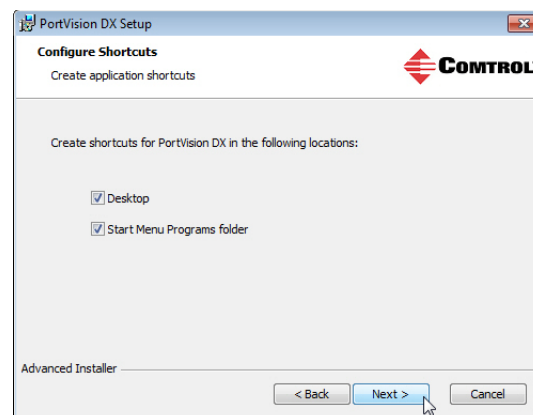 PortVision DX Setup
Configure Shortcuts
Create application shortcuts
COMTROL
Create shortcuts for PortVision DX in the following locations:
Desktop
Start Menu Programs folder
Advanced Installer
< Back
Next >
Cancel